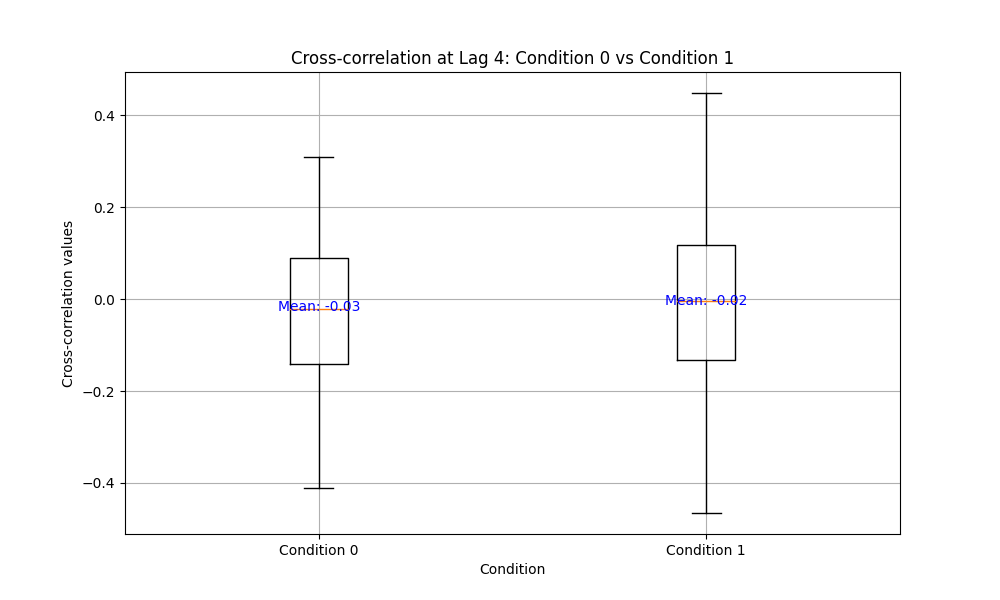 Cross-correlation at Lag 4: Condition 0 vs Condition 1
Cross-correlation values
0.4
0.2
0.0
−0.2
−0.4
Mean: -0.03
Mean: -0.02
Condition 0
Condition 1
Condition